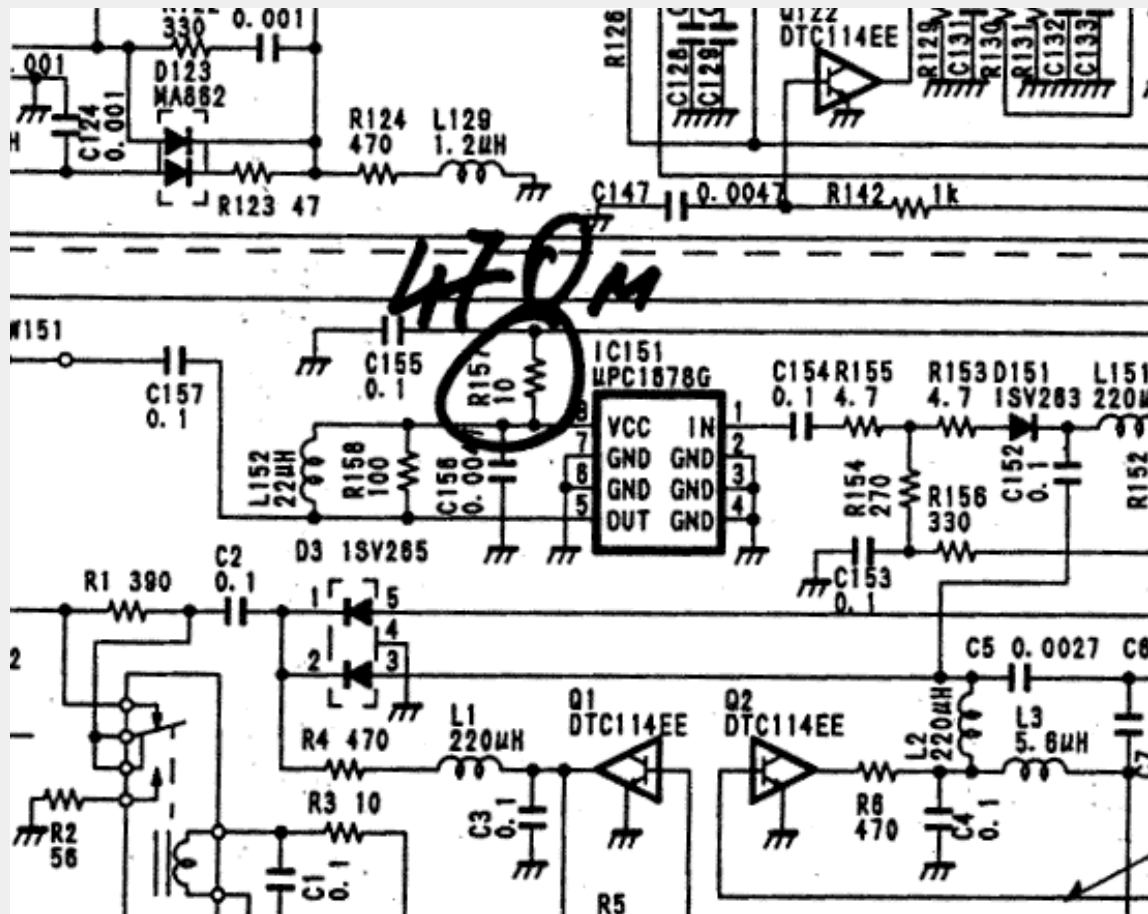 330
0.001
Q122
DTC114EE
R126
C128
C129
R129
C131
R130
R131
C132
C133
.001
D123
MA862
C124
0.001
R124
470
L129
1.2µH
R123 47
C147
0.0047
R142
1k
470 M
W151
C157
0.1
C155
0.1
R157
10
IC151
µPC1678G
C154
0.1
R155
4.7
R153
4.7
D151
1SV263
L151
220µ
8
VCC
IN
1
7
GND
GND
2
6
GND
GND
3
5
OUT
GND
4
L152
22µH
R158
100
C156
R154
270
R156
330
C152
0.1
R152
C153
0.1
D3 1SV265
R1 390
C2
0.1
1
5
4
2
3
2
C5 0.0027
C6
Q1
DTC114EE
Q2
DTC114EE
L1
220µH
L2
220µH
L3
5.6µH
C7
R4 470
R3 10
R2
56
C1
0.1
C3
0.1
R6
470
C4
0.1
R5